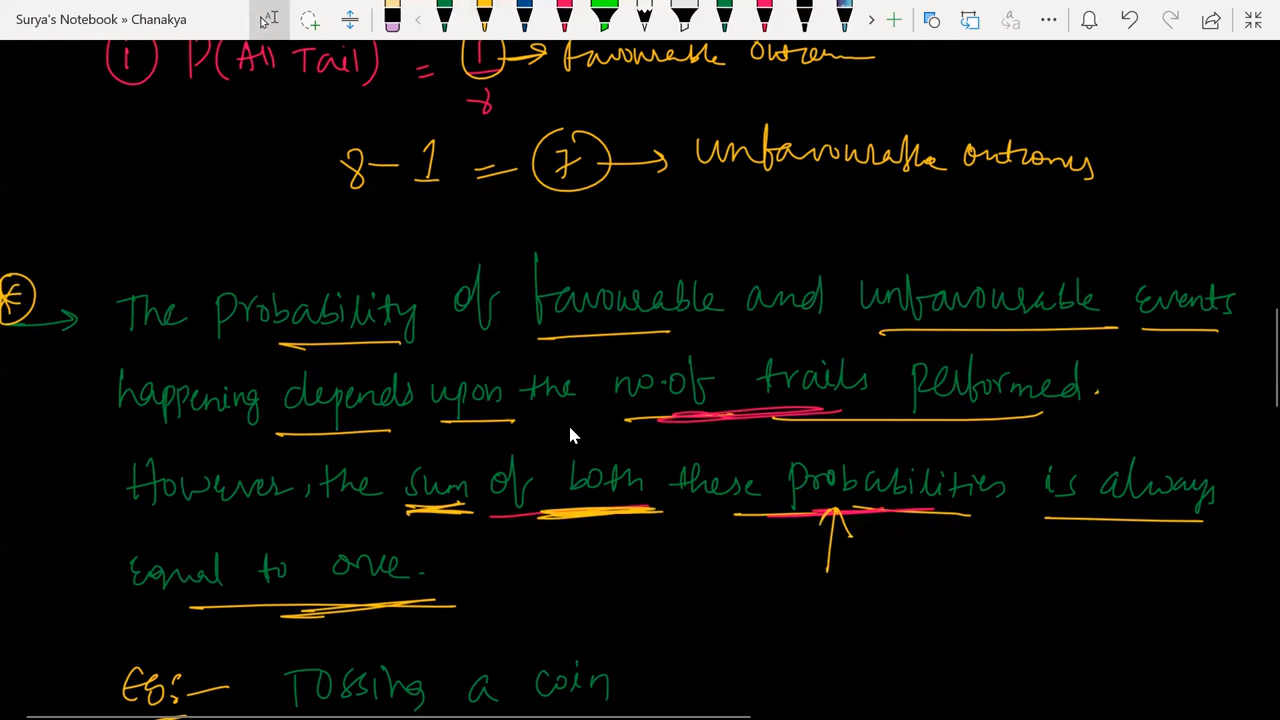 Surya's Notebook » Chanakya
① P(All Tail) = 1 → favourable outcom
8
8 - 1 = 7 → unfavourable outcomes
→ The probability of favourable and unfavourable events
happening depends upon the no.of trails performed.
However, the sum of both these probabilities is always
equal to one.
Eg:- Tossing a coin